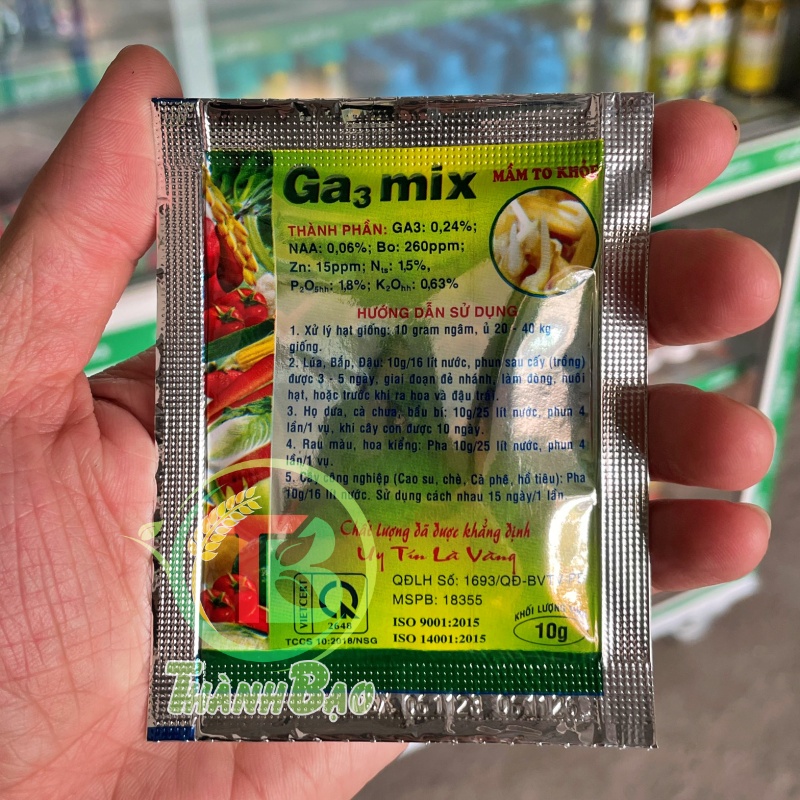 Ga₃ mix
MẦM TO KHỎE
THÀNH PHẦN: GA3: 0,24%;
NAA: 0,06%; Bo: 260ppm;
Zn: 15ppm; Nts: 1,5%,
P₂O₅hh: 1,8%; K₂Ohh: 0,63%
HƯỚNG DẪN SỬ DỤNG
1. Xử lý hạt giống: 10 gram ngâm, ủ 20 - 40 kg
giống.
2. Lúa, Bắp, Đậu: 10g/16 lít nước, phun sau cấy (trồng)
được 3 - 5 ngày, giai đoạn đẻ nhánh, làm đòng, nuôi
hạt, hoặc trước khi ra hoa và đậu trái.
3. Họ dưa, cà chua, bầu bí: 10g/25 lít nước, phun 4
lần/1 vụ, khi cây con được 10 ngày.
4. Rau màu, hoa kiểng: Pha 10g/25 lít nước, phun 4
lần/1 vụ.
5. Cây công nghiệp (Cao su, chè, Cà phê, hồ tiêu): Pha
10g/16 lít nước. Sử dụng cách nhau 15 ngày/1 lần
Chất lượng đã được khẳng định
Uy Tín Là Vàng
QĐLH Số: 1693/QĐ-BVT
MSPB: 18355
VIETCERT
2648
TCCS 10:2018/NSG
ISO 9001:2015
ISO 14001:2015
KHỐI LƯỢNG
10g
THÀNH BẠO